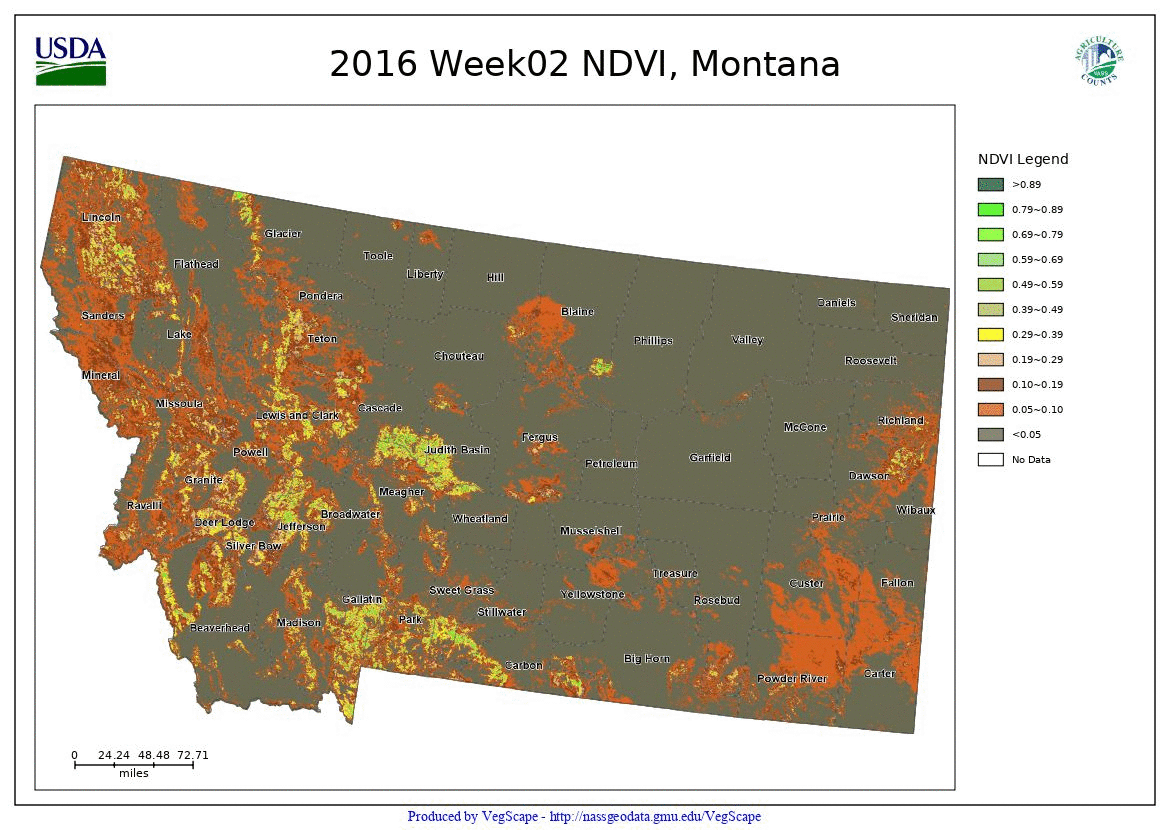 USDA
2016 Week02 NDVI, Montana
AGRICULTURE
NASS
COUNTS
NDVI Legend
>0.89
0.79~0.89
0.69~0.79
0.59~0.69
0.49~0.59
0.39~0.49
0.29~0.39
0.19~0.29
0.10~0.19
0.05~0.10
<0.05
No Data
Lincoln
Glacier
Flathead
Toole
Liberty
Hill
Pondera
Blaine
Daniels
Sheridan
Sanders
Lake
Teton
Phillips
Valley
Chouteau
Roosevelt
Mineral
Missoula
Lewis and Clark
Cascade
Richland
McCone
Fergus
Judith Basin
Powell
Petroleum
Garfield
Granite
Dawson
Meagher
Ravalli
Broadwater
Wibaux
Deer Lodge
Jefferson
Wheatland
Prairie
Musselshell
Silver Bow
Treasure
Custer
Fallon
Sweet Grass
Yellowstone
Gallatin
Rosebud
Stillwater
Park
Madison
Beaverhead
Big Horn
Carbon
Powder River
Carter
0 24.24 48.48 72.71
miles
Produced by VegScape - http://nassgeodata.gmu.edu/VegScape